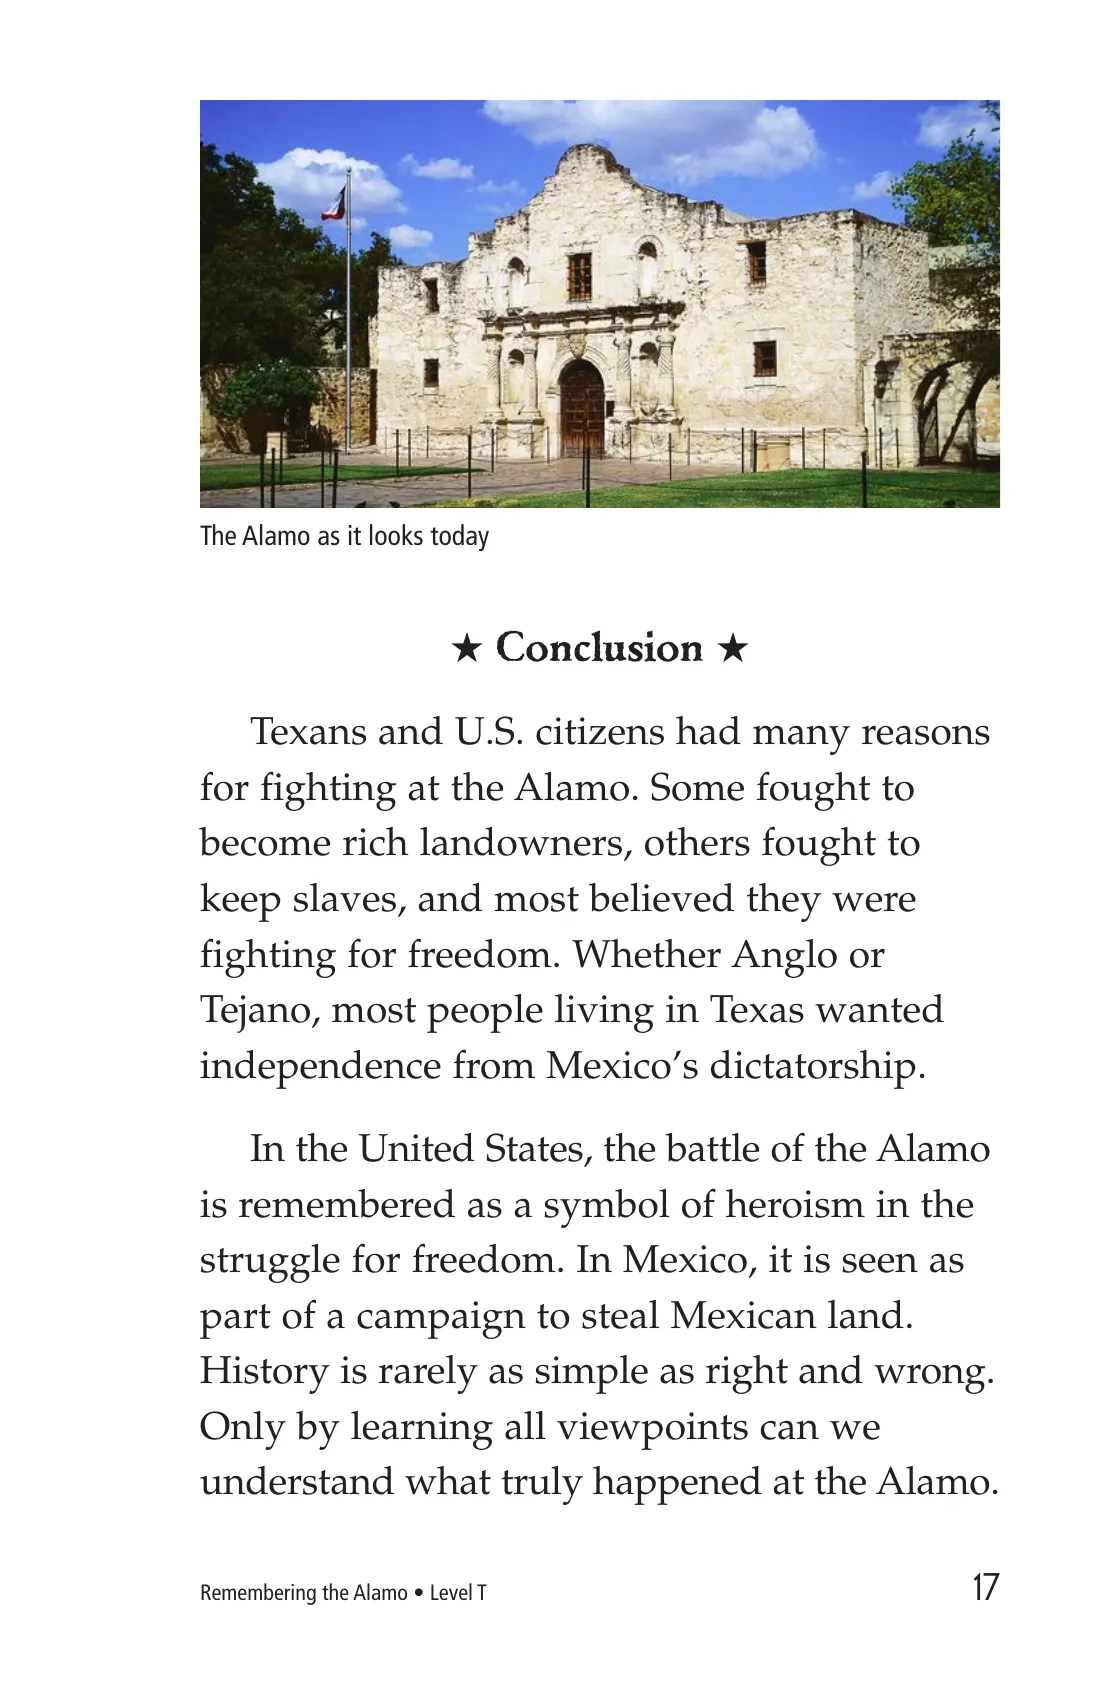 The Alamo as it looks today
★ Conclusion ★
Texans and U.S. citizens had many reasons
for fighting at the Alamo. Some fought to
become rich landowners, others fought to
keep slaves, and most believed they were
fighting for freedom. Whether Anglo or
Tejano, most people living in Texas wanted
independence from Mexico’s dictatorship.
In the United States, the battle of the Alamo
is remembered as a symbol of heroism in the
struggle for freedom. In Mexico, it is seen as
part of a campaign to steal Mexican land.
History is rarely as simple as right and wrong.
Only by learning all viewpoints can we
understand what truly happened at the Alamo.
Remembering the Alamo • Level T
17